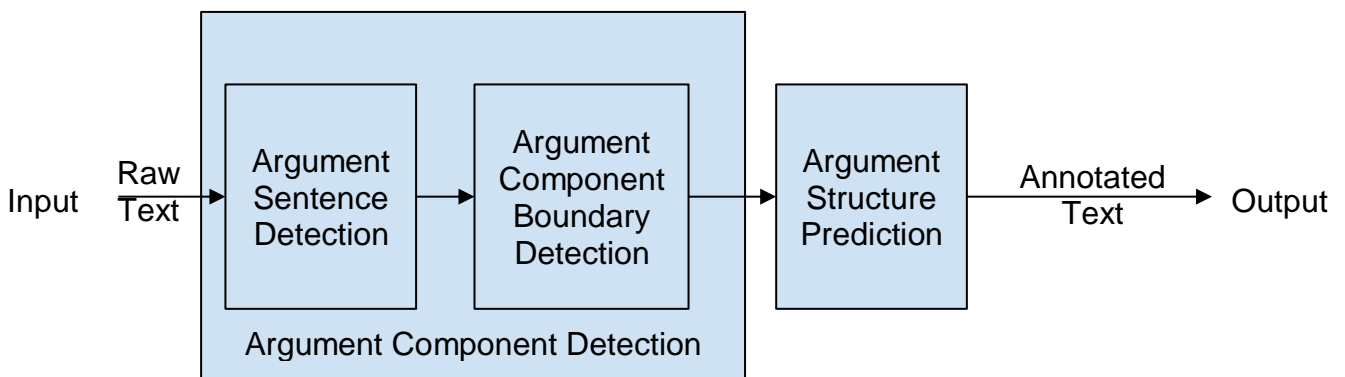 Input
Raw
Text
Argument
Sentence
Detection
Argument
Component
Boundary
Detection
Argument Component Detection
Argument
Structure
Prediction
Annotated
Text
Output